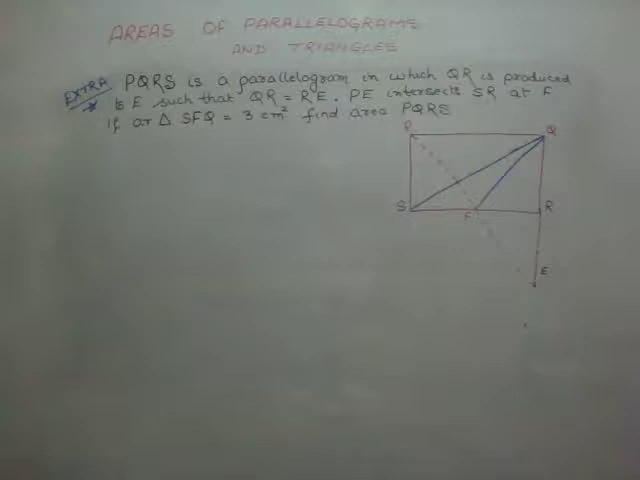 AREAS OF PARALLELOGRAMS
AND TRIANGLES
EXTRA PQRS is a parallelogram in which QR is produced
to E such that QR = RE. PE intersects SR at F
If ar Δ SFQ = 3 cm² find area PQRS
P Q
S F R
E